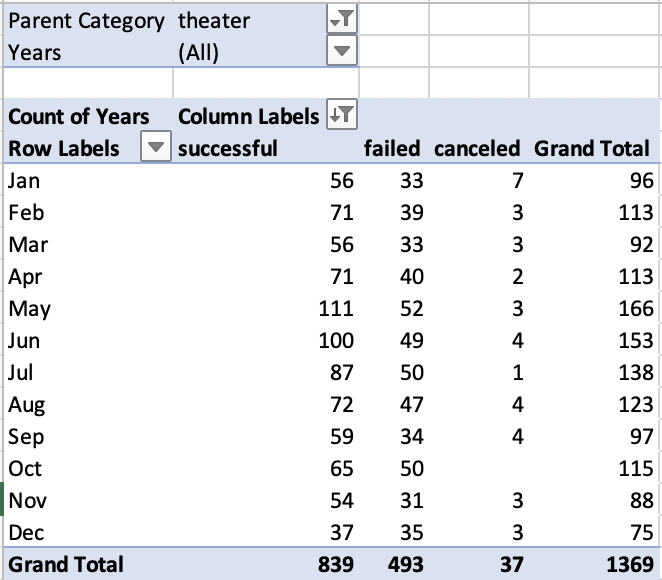 Parent Category theater
Years (All)
Count of Years Column Labels
Row Labels successful failed canceled Grand Total
Jan 56 33 7 96
Feb 71 39 3 113
Mar 56 33 3 92
Apr 71 40 2 113
May 111 52 3 166
Jun 100 49 4 153
Jul 87 50 1 138
Aug 72 47 4 123
Sep 59 34 4 97
Oct 65 50 115
Nov 54 31 3 88
Dec 37 35 3 75
Grand Total 839 493 37 1369